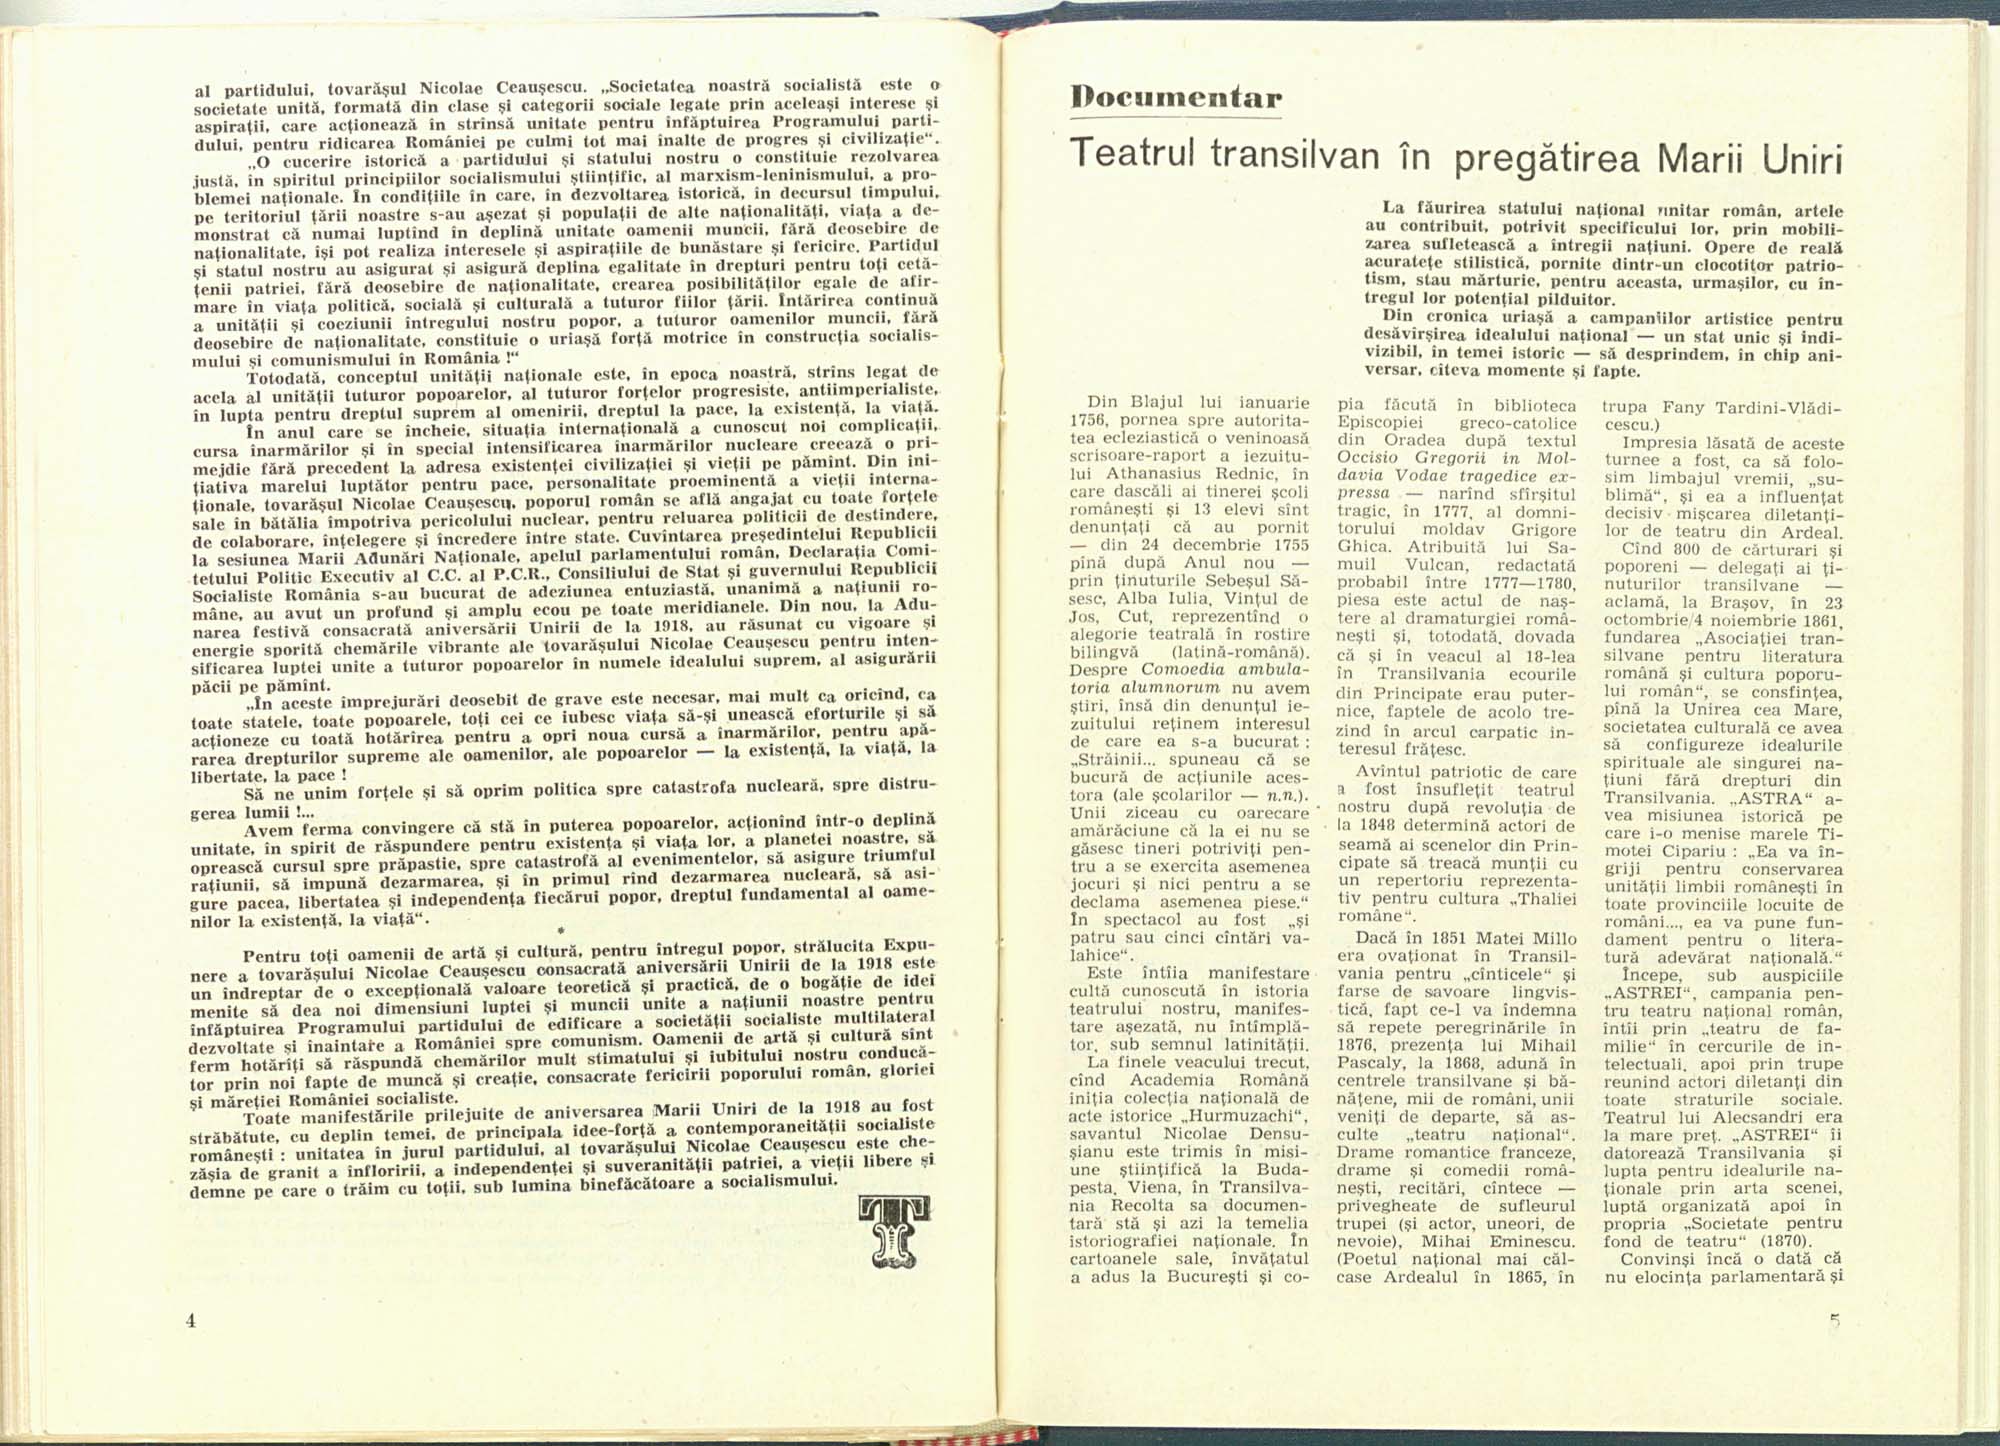 al partidului, tovarășul Nicolae Ceaușescu. „Societatea noastră socialistă este o
societate unită, formată din clase și categorii sociale legate prin aceleași interese și
aspirații, care acționează în strînsă unitate pentru înfăptuirea Programului parti-
dului, pentru ridicarea României pe culmi tot mai înalte de progres și civilizație“.
„O cucerire istorică a partidului și statului nostru o constituie rezolvarea
justă, în spiritul principiilor socialismului științific, al marxism-leninismului, a pro-
blemei naționale. În condițiile în care, în dezvoltarea istorică, în decursul timpului,
pe teritoriul țării noastre s-au așezat și populații de alte naționalități, viața a de-
monstrat că numai luptînd în deplină unitate oamenii muncii, fără deosebire de
naționalitate, își pot realiza interesele și aspirațiile de bunăstare și fericire. Partidul
și statul nostru au asigurat și asigură deplina egalitate în drepturi pentru toți cetă-
țenii patriei, fără deosebire de naționalitate, crearea posibilităților egale de afir-
mare în viața politică, socială și culturală a tuturor fiilor țării. Întărirea continuă
a unității și coeziunii întregului nostru popor, a tuturor oamenilor muncii, fără
deosebire de naționalitate, constituie o uriașă forță motrice în construcția socialis-
mului și comunismului în România !“
Totodată, conceptul unității naționale este, în epoca noastră, strîns legat de
acela al unității tuturor popoarelor, al tuturor forțelor progresiste, antiimperialiste,
în lupta pentru dreptul suprem al omenirii, dreptul la pace, la existență, la viață.
În anul care se încheie, situația internațională a cunoscut noi complicații,
cursa înarmărilor și în special intensificarea înarmărilor nucleare creează o pri-
mejdie fără precedent la adresa existenței civilizației și vieții pe pămînt. Din ini-
țiativa marelui luptător pentru pace, personalitate proeminentă a vieții interna-
ționale, tovarășul Nicolae Ceaușescu, poporul român se află angajat cu toate forțele
sale în bătălia împotriva pericolului nuclear, pentru reluarea politicii de destindere,
de colaborare, înțelegere și încredere între state. Cuvîntarea președintelui Republicii
la sesiunea Marii Adunări Naționale, apelul parlamentului român, Declarația Comi-
tetului Politic Executiv al C.C. al P.C.R., Consiliului de Stat și guvernului Republicii
Socialiste România s-au bucurat de adeziunea entuziastă, unanimă a națiunii ro-
mâne, au avut un profund și amplu ecou pe toate meridianele. Din nou, la Adu-
narea festivă consacrată aniversării Unirii de la 1918, au răsunat cu vigoare și
energie sporită chemările vibrante ale tovarășului Nicolae Ceaușescu pentru inten-
sificarea luptei unite a tuturor popoarelor în numele idealului suprem, al asigurării
păcii pe pămînt.
„În aceste împrejurări deosebit de grave este necesar, mai mult ca oricînd, ca
toate statele, toate popoarele, toți cei ce iubesc viața să-și unească eforturile și să
acționeze cu toată hotărîrea pentru a opri noua cursă a înarmărilor, pentru apă-
rarea drepturilor supreme ale oamenilor, ale popoarelor — la existență, la viață, la
libertate, la pace !
Să ne unim forțele și să oprim politica spre catastrofa nucleară, spre distru-
gerea lumii !...
Avem ferma convingere că stă în puterea popoarelor, acționînd într-o deplină
unitate, în spirit de răspundere pentru existența și viața lor, a planetei noastre, să
oprească cursul spre prăpastie, spre catastrofă al evenimentelor, să asigure triumful
rațiunii, să impună dezarmarea, și în primul rînd dezarmarea nucleară, să asi-
gure pacea, libertatea și independența fiecărui popor, dreptul fundamental al oame-
nilor la existență, la viață“.
*
Pentru toți oamenii de artă și cultură, pentru întregul popor, strălucita Expu-
nere a tovarășului Nicolae Ceaușescu consacrată aniversării Unirii de la 1918 este
un îndreptar de o excepțională valoare teoretică și practică, de o bogăție de idei
menite să dea noi dimensiuni luptei și muncii unite a națiunii noastre pentru
înfăptuirea Programului partidului de edificare a societății socialiste multilateral
dezvoltate și înaintare a României spre comunism. Oamenii de artă și cultură sînt
ferm hotărîți să răspundă chemărilor mult stimatului și iubitului nostru conducă-
tor prin noi fapte de muncă și creație, consacrate fericirii poporului român, gloriei
și măreției României socialiste.
Toate manifestările prilejuite de aniversarea Marii Uniri de la 1918 au fost
străbătute, cu deplin temei, de principala idee-forță a contemporaneității socialiste
românești : unitatea în jurul partidului, al tovarășului Nicolae Ceaușescu este che-
zășia de granit a înfloririi, a independenței și suveranității patriei, a vieții libere și
demne pe care o trăim cu toții, sub lumina binefăcătoare a socialismului.
T
4
Documentar
Teatrul transilvan în pregătirea Marii Uniri
La făurirea statului național unitar român, artele
au contribuit, potrivit specificului lor, prin mobili-
zarea sufletească a întregii națiuni. Opere de reală
acuratețe stilistică, pornite dintr-un clocotitor patrio-
tism, stau mărturie, pentru aceasta, urmașilor, cu în-
tregul lor potențial pilduitor.
Din cronica uriașă a campaniilor artistice pentru
desăvîrșirea idealului național — un stat unic și indi-
vizibil, în temei istoric — să desprindem, în chip ani-
versar, cîteva momente și fapte.
Din Blajul lui ianuarie
1756, pornea spre autorita-
tea ecleziastică o veninoasă
scrisoare-raport a iezuitu-
lui Athanasius Rednic, în
care dascăli ai tinerei școli
românești și 13 elevi sînt
denunțați că au pornit
— din 24 decembrie 1755
pînă după Anul nou —
prin ținuturile Sebeșul Să-
sesc, Alba Iulia, Vințul de
Jos, Cut, reprezentînd o
alegorie teatrală în rostire
bilingvă (latină-română).
Despre Comoedia ambula-
toria alumnorum nu avem
știri, însă din denunțul ie-
zuitului reținem interesul
de care ea s-a bucurat :
„Străinii... spuneau că se
bucură de acțiunile aces-
tora (ale școlarilor — n.n.).
Unii ziceau cu oarecare
amărăciune că la ei nu se
găsesc tineri potriviți pen-
tru a se exercita asemenea
jocuri și nici pentru a se
declama asemenea piese.“
În spectacol au fost „și
patru sau cinci cîntări va-
lahice“.
Este întîia manifestare
cultă cunoscută în istoria
teatrului nostru, manifes-
tare așezată, nu întîmplă-
tor, sub semnul latinității.
La finele veacului trecut,
cînd Academia Română
iniția colecția națională de
acte istorice „Hurmuzachi“,
savantul Nicolae Densu-
șianu este trimis în misi-
une științifică la Buda-
pesta, Viena, în Transilva-
nia Recolta sa documen-
tară stă și azi la temelia
istoriografiei naționale. În
cartoanele sale, învățatul
a adus la București și co-
pia făcută în biblioteca
Episcopiei greco-catolice
din Oradea după textul
Occisio Gregorii in Mol-
davia Vodae tragedice ex-
pressa — narînd sfîrșitul
tragic, în 1777, al domni-
torului moldav Grigore
Ghica. Atribuită lui Sa-
muil Vulcan, redactată
probabil între 1777—1780,
piesa este actul de naș-
tere al dramaturgiei româ-
nești și, totodată, dovada
că și în veacul al 18-lea
în Transilvania ecourile
din Principate erau puter-
nice, faptele de acolo tre-
zind în arcul carpatic in-
teresul frățesc.
Avîntul patriotic de care
a fost însuflețit teatrul
nostru după revoluția de
la 1848 determină actori de
seamă ai scenelor din Prin-
cipate să treacă munții cu
un repertoriu reprezenta-
tiv pentru cultura „Thaliei
române“.
Dacă în 1851 Matei Millo
era ovaționat în Transil-
vania pentru „cînticele“ și
farse de savoare lingvis-
tică, fapt ce-l va îndemna
să repete peregrinările în
1876, prezența lui Mihail
Pascaly, la 1868, adună în
centrele transilvane și bă-
nățene, mii de români, unii
veniți de departe, să as-
culte „teatru național“.
Drame romantice franceze,
drame și comedii româ-
nești, recitări, cîntece —
privegheate de sufleurul
trupei (și actor, uneori, de
nevoie), Mihai Eminescu.
(Poetul național mai căl-
case Ardealul în 1865, în
trupa Fany Tardini-Vlădi-
cescu.)
Impresia lăsată de aceste
turnee a fost, ca să folo-
sim limbajul vremii, „su-
blimă“, și ea a influențat
decisiv mișcarea diletanți-
lor de teatru din Ardeal.
Cînd 800 de cărturari și
poporeni — delegați ai ți-
nuturilor transilvane —
aclamă, la Brașov, în 23
octombrie/4 noiembrie 1861,
fundarea „Asociației tran-
silvane pentru literatura
română și cultura poporu-
lui român“, se consfințea,
pînă la Unirea cea Mare,
societatea culturală ce avea
să configureze idealurile
spirituale ale singurei na-
țiuni fără drepturi din
Transilvania. „ASTRA“ a-
vea misiunea istorică pe
care i-o menise marele Ti-
motei Cipariu : „Ea va în-
griji pentru conservarea
unității limbii românești în
toate provinciile locuite de
români..., ea va pune fun-
dament pentru o litera-
tură adevărat națională.“
Începe, sub auspiciile
„ASTREI“, campania pen-
tru teatru național român,
întîi prin „teatru de fa-
milie“ în cercurile de in-
telectuali, apoi prin trupe
reunind actori diletanți din
toate straturile sociale.
Teatrul lui Alecsandri era
la mare preț. „ASTREI“ îi
datorează Transilvania și
lupta pentru idealurile na-
ționale prin arta scenei,
luptă organizată apoi în
propria „Societate pentru
fond de teatru“ (1870).
Convinși încă o dată că
nu elocința parlamentară și
5